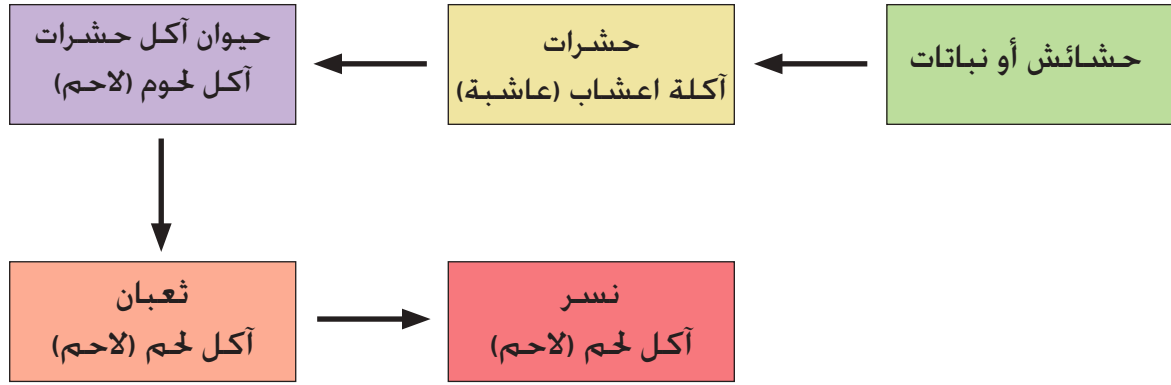 حشائش أو نباتات
حشرات
آكلة اعشاب (عاشبة)
حيوان آكل حشرات
آكل لحوم (لاحم)
ثعبان
آكل لحم (لاحم)
نسر
آكل لحم (لاحم)